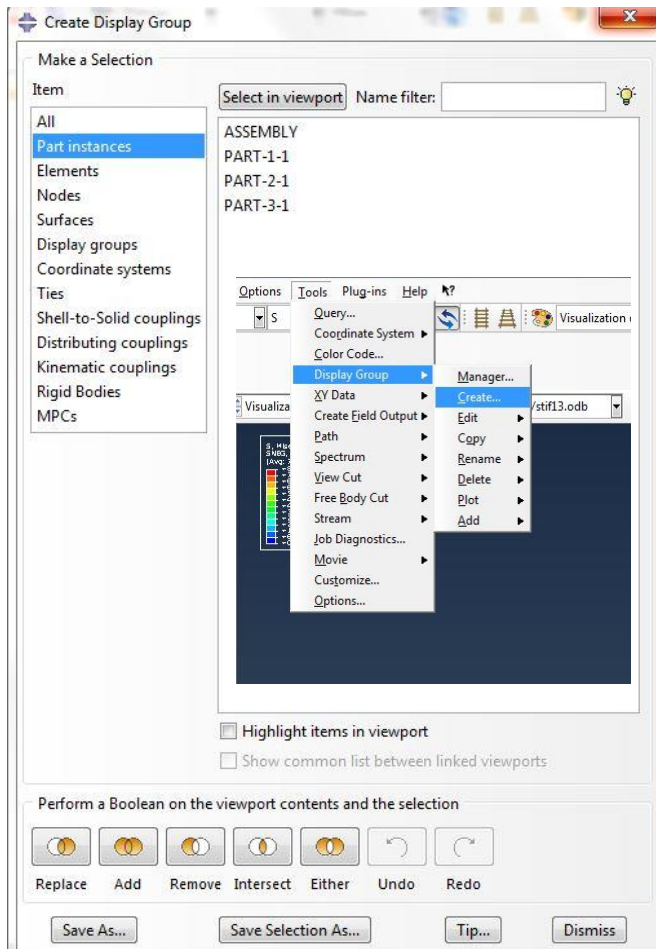 Create Display Group
Make a Selection
Item
Select in viewport Name filter:
All
Part instances
Elements
Nodes
Surfaces
Display groups
Coordinate systems
Ties
Shell-to-Solid couplings
Distributing couplings
Kinematic couplings
Rigid Bodies
MPCs
ASSEMBLY
PART-1-1
PART-2-1
PART-3-1
Options Tools Plug-ins Help
S
Visualization
Query...
Coordinate System
Color Code...
Display Group
XY Data
Create Field Output
Path
Spectrum
View Cut
Free Body Cut
Stream
Job Diagnostics...
Movie
Customize...
Options...
Manager...
Create...
Edit
Copy
Rename
Delete
Plot
Add
Visualiza
/stif13.odb
Highlight items in viewport
Show common list between linked viewports
Perform a Boolean on the viewport contents and the selection
Replace Add Remove Intersect Either Undo Redo
Save As... Save Selection As... Tip... Dismiss